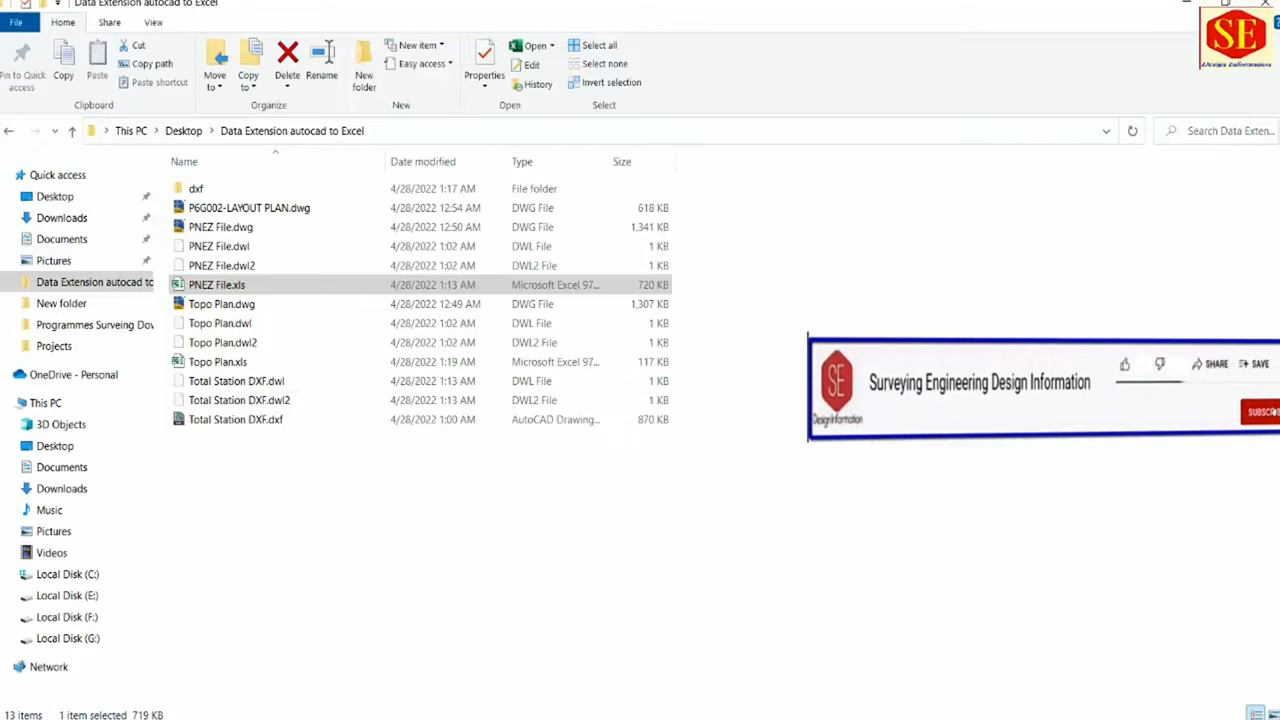 Data Extension autocad to Excel
File Home Share View
Pin to Quick access
Copy
Paste
Cut
Copy path
Paste shortcut
Clipboard
Move to
Copy to
Delete
Rename
Organize
New folder
New item
Easy access
New
Properties
Open
Edit
History
Open
Select all
Select none
Invert selection
Select
SE
Design Information
This PC > Desktop > Data Extension autocad to Excel
Search Data Exten...
Name Date modified Type Size
dxf 4/28/2022 1:17 AM File folder
P6G002-LAYOUT PLAN.dwg 4/28/2022 12:54 AM DWG File 618 KB
PNEZ File.dwg 4/28/2022 12:50 AM DWG File 1,341 KB
PNEZ File.dwl 4/28/2022 1:02 AM DWL File 1 KB
PNEZ File.dwl2 4/28/2022 1:02 AM DWL2 File 1 KB
PNEZ File.xls 4/28/2022 1:13 AM Microsoft Excel 97... 720 KB
Topo Plan.dwg 4/28/2022 12:49 AM DWG File 1,307 KB
Topo Plan.dwl 4/28/2022 1:02 AM DWL File 1 KB
Topo Plan.dwl2 4/28/2022 1:02 AM DWL2 File 1 KB
Topo Plan.xls 4/28/2022 1:19 AM Microsoft Excel 97... 117 KB
Total Station DXF.dwl 4/28/2022 1:13 AM DWL File 1 KB
Total Station DXF.dwl2 4/28/2022 1:13 AM DWL2 File 1 KB
Total Station DXF.dxf 4/28/2022 1:00 AM AutoCAD Drawing... 870 KB
Quick access
Desktop
Downloads
Documents
Pictures
Data Extension autocad tc
New folder
Programmes Surveing Dov
Projects
OneDrive - Personal
This PC
3D Objects
Desktop
Documents
Downloads
Music
Pictures
Videos
Local Disk (C:)
Local Disk (E:)
Local Disk (F:)
Local Disk (G:)
Network
SE
Design Information
Surveying Engineering Design Information
SHARE
SAVE
SUBSCRIB
13 items 1 item selected 719 KB